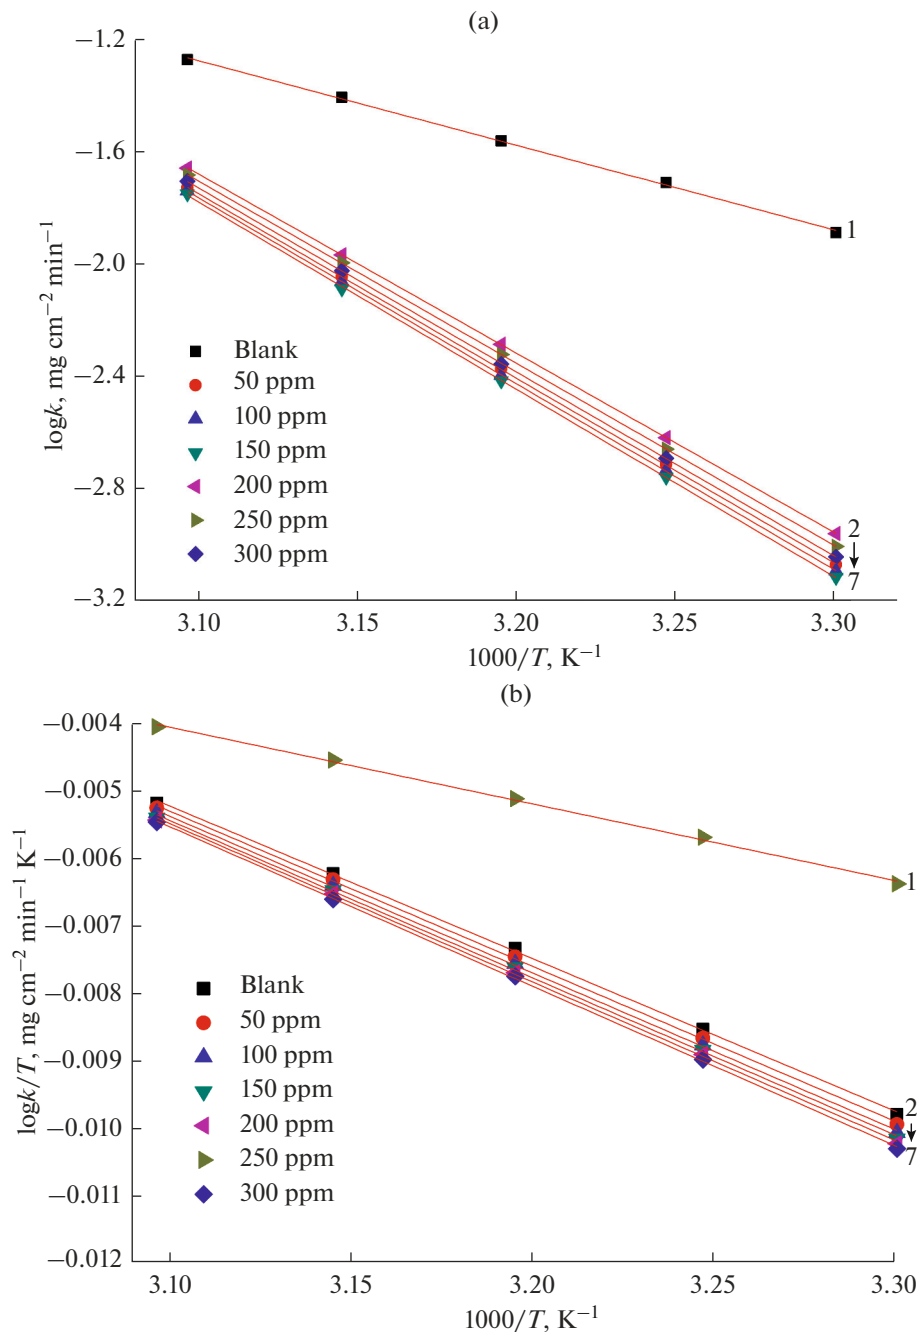 (a)
−1.2
−1.6
−2.0
−2.4
−2.8
−3.2
logk, mg cm⁻² min⁻¹
1
2
7
Blank
50 ppm
100 ppm
150 ppm
200 ppm
250 ppm
300 ppm
3.10 3.15 3.20 3.25 3.30
1000/T, K⁻¹
(b)
−0.004
−0.005
−0.006
−0.007
−0.008
−0.009
−0.010
−0.011
−0.012
logk/T, mg cm⁻² min⁻¹ K⁻¹
1
2
7
Blank
50 ppm
100 ppm
150 ppm
200 ppm
250 ppm
300 ppm
3.10 3.15 3.20 3.25 3.30
1000/T, K⁻¹